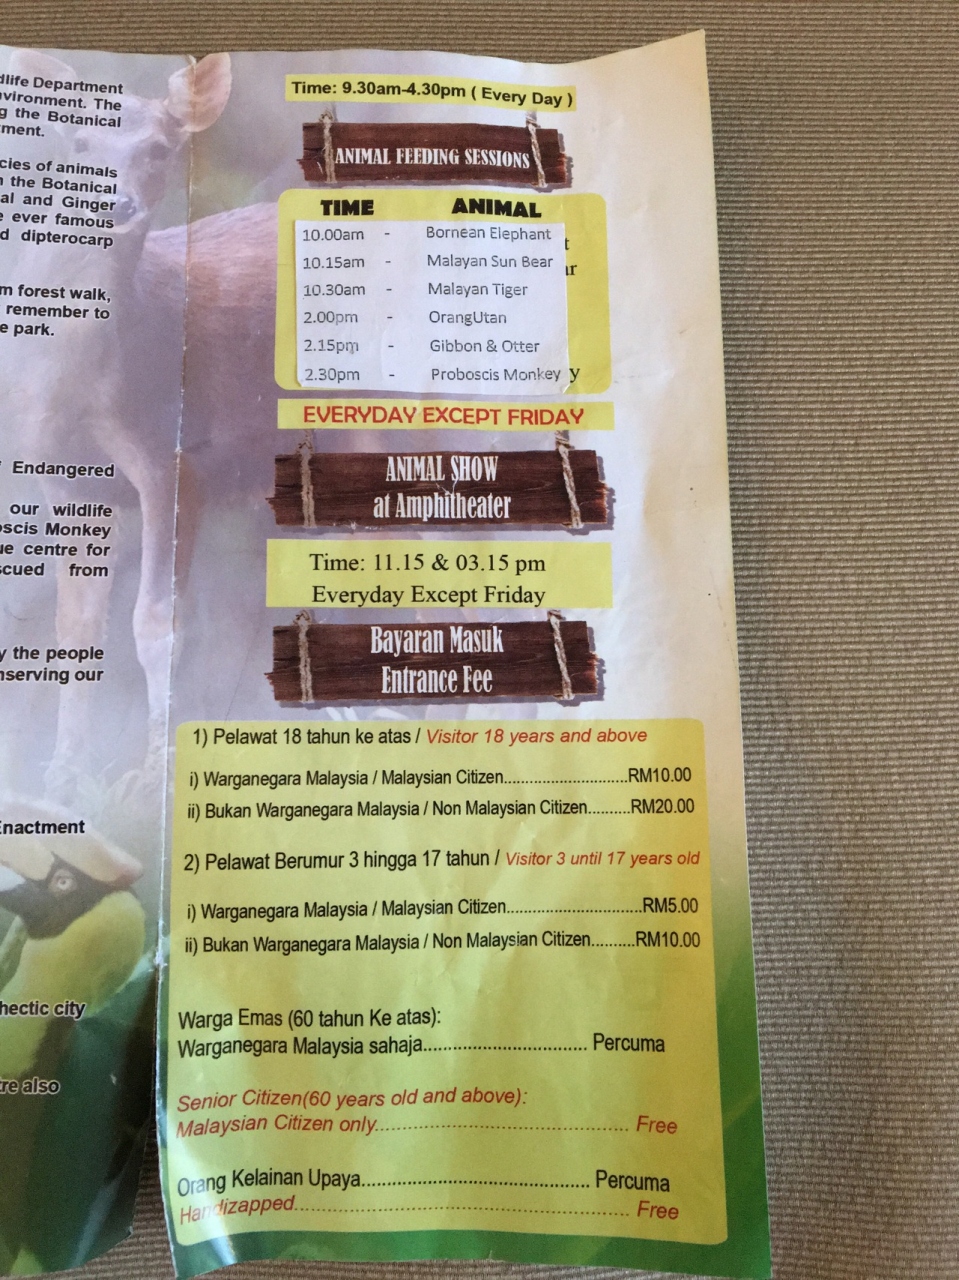 dlife Department
nvironment. The
g the Botanical
ment.
cies of animals
n the Botanical
al and Ginger
e ever famous
d dipterocarp
m forest walk,
remember to
e park.
Endangered
our wildlife
oscis Monkey
ue centre for
scued from
y the people
nserving our
Enactment
hectic city
tre also
Time: 9.30am-4.30pm ( Every Day )
ANIMAL FEEDING SESSIONS
TIME ANIMAL
10.00am - Bornean Elephant
10.15am - Malayan Sun Bear
10.30am - Malayan Tiger
2.00pm - OrangUtan
2.15pm - Gibbon & Otter
2.30pm - Proboscis Monkey
EVERYDAY EXCEPT FRIDAY
ANIMAL SHOW
at Amphitheater
Time: 11.15 & 03.15 pm
Everyday Except Friday
Bayaran Masuk
Entrance Fee
1) Pelawat 18 tahun ke atas / Visitor 18 years and above
i) Warganegara Malaysia / Malaysian Citizen............................RM10.00
ii) Bukan Warganegara Malaysia / Non Malaysian Citizen.........RM20.00
2) Pelawat Berumur 3 hingga 17 tahun / Visitor 3 until 17 years old
i) Warganegara Malaysia / Malaysian Citizen...............................RM5.00
ii) Bukan Warganegara Malaysia / Non Malaysian Citizen..........RM10.00
Warga Emas (60 tahun Ke atas):
Warganegara Malaysia sahaja.................................. Percuma
Senior Citizen(60 years old and above):
Malaysian Citizen only..................................................... Free
Orang Kelainan Upaya................................................ Percuma
Handizapped....................................................................... Free